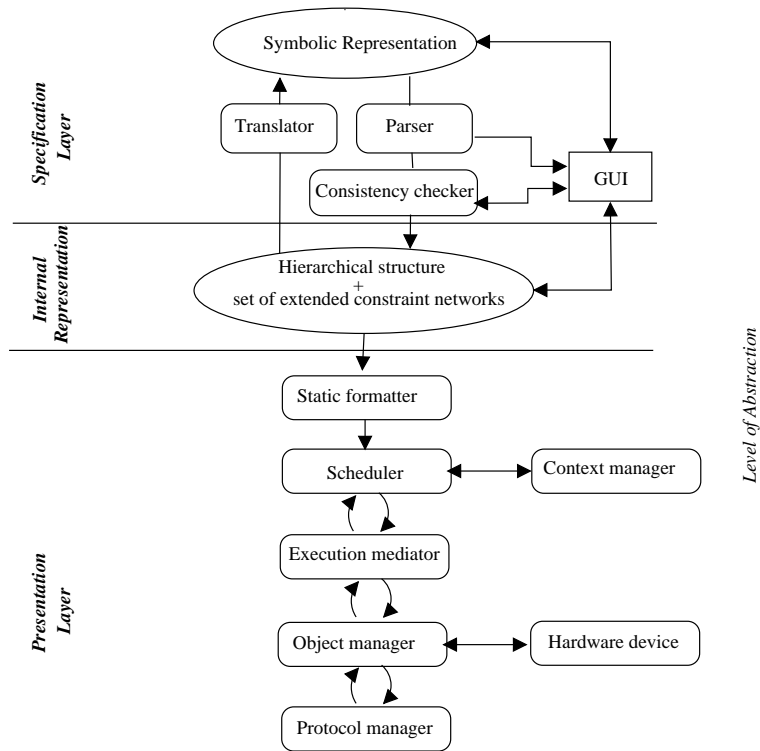 Symbolic Representation
Translator
Parser
GUI
Consistency checker
Specification
Layer
Hierarchical structure
+
set of extended constraint networks
Internal
Representation
Static formatter
Scheduler
Context manager
Execution mediator
Object manager
Hardware device
Protocol manager
Presentation
Layer
Level of Abstraction